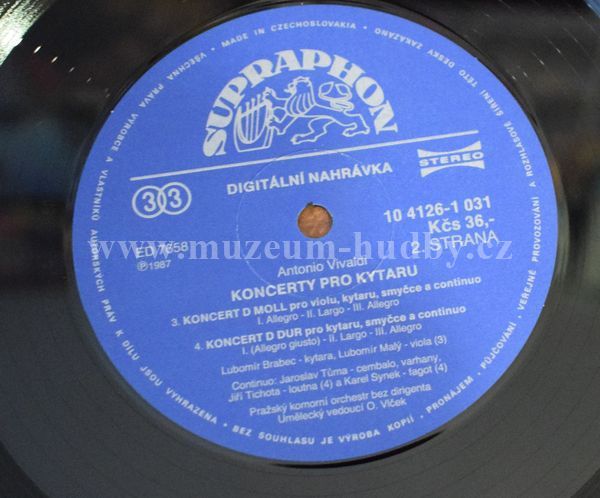 VŠECHNA PRÁVA VÝROBCE A VLASTNÍKŮ AUTORSKÝCH PRÁV K DÍLU JSOU VYHRAZENA • BEZ SOUHLASU JE VÝROBA KOPIÍ, PRONÁJEM, PŮJČOVÁNÍ, VEŘEJNÉ PROVOZOVÁNÍ A ROZHLASOVÉ ŠÍŘENÍ TÉTO DESKY ZAKÁZÁNO • MADE IN CZECHOSLOVAKIA •
SUPRAPHON
DIGITÁLNÍ NAHRÁVKA
STEREO
33
10 4126-1 031
Kčs 36,-
2. STRANA
ED 7658
Ⓟ1987
www.muzeum-hudby.cz
Antonio Vivaldi
KONCERTY PRO KYTARU
3. KONCERT D MOLL pro violu, kytaru, smyčce a continuo
I. Allegro - II. Largo - III. Allegro
4. KONCERT D DUR pro kytaru, smyčce a continuo
I. (Allegro giusto) - II. Largo - III. Allegro
Lubomír Brabec - kytara, Lubomír Malý - viola (3)
Continuo: Jaroslav Tůma - cembalo, varhany,
Jiří Tichota - loutna (4) a Karel Synek - fagot (4)
Pražský komorní orchestr bez dirigenta
Umělecký vedoucí O. Vlček